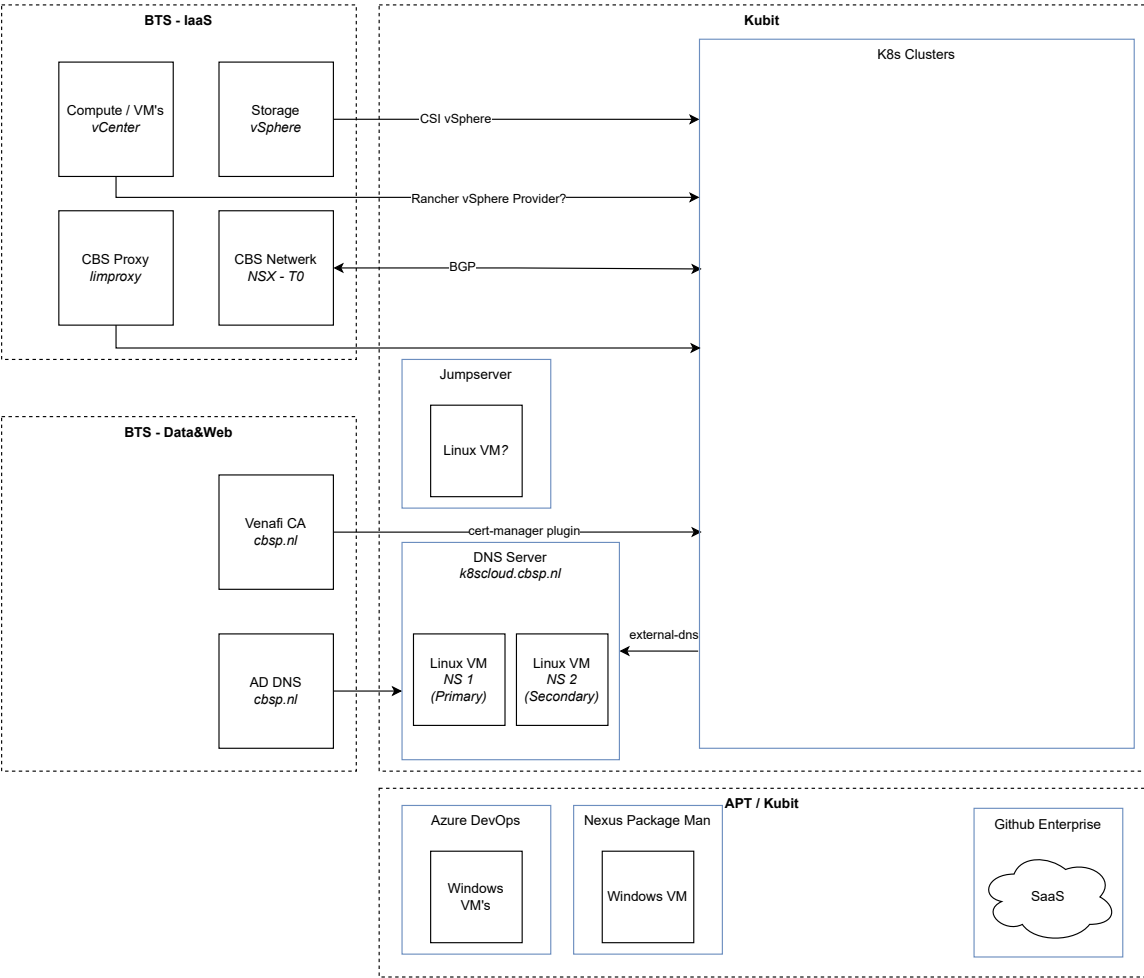 BTS - IaaS
Kubit
K8s Clusters
Compute / VM's
vCenter
Storage
vSphere
CSI vSphere
Rancher vSphere Provider?
CBS Proxy
limproxy
CBS Netwerk
NSX - T0
BGP
Jumpserver
Linux VM?
BTS - Data&Web
Venafi CA
cbsp.nl
cert-manager plugin
DNS Server
k8scloud.cbsp.nl
external-dns
Linux VM
NS 1
(Primary)
Linux VM
NS 2
(Secondary)
AD DNS
cbsp.nl
APT / Kubit
Azure DevOps
Windows
VM's
Nexus Package Man
Windows VM
Github Enterprise
SaaS